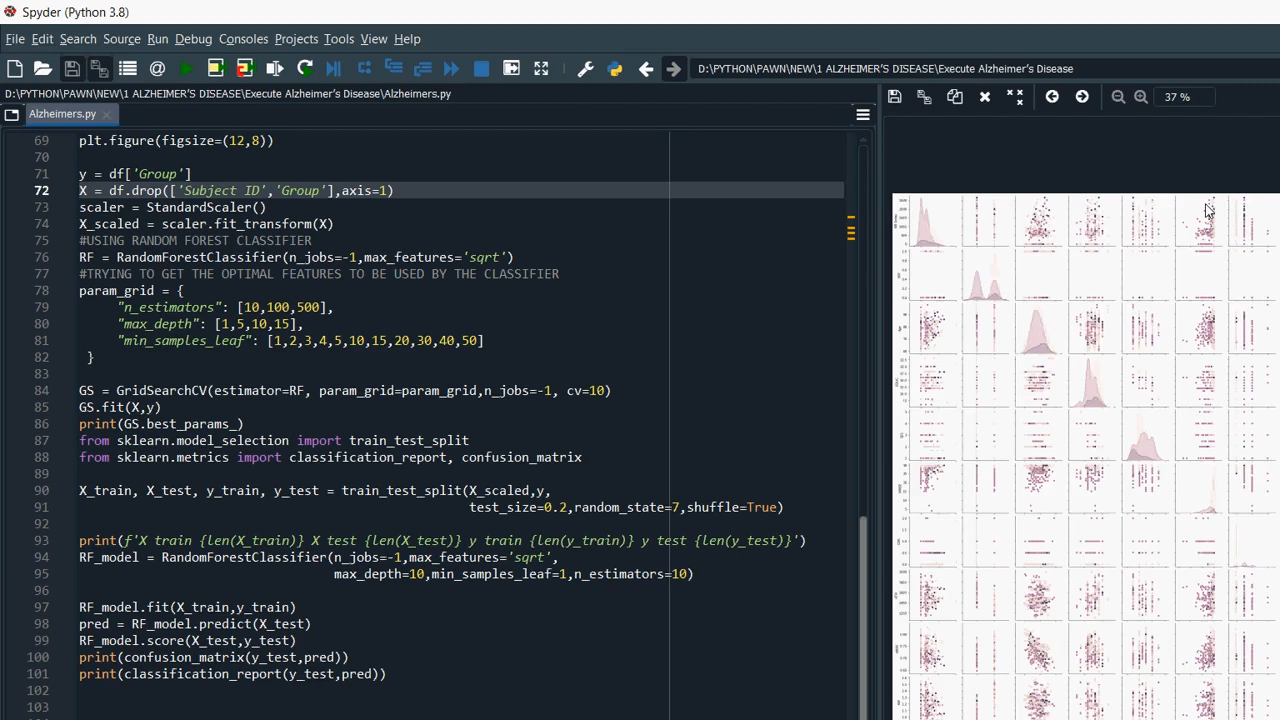 Spyder (Python 3.8)
File Edit Search Source Run Debug Consoles Projects Tools View Help
D:\PYTHON\PAWN\NEW\1 ALZHEIMER'S DISEASE\Execute Alzheimer's Disease
D:\PYTHON\PAWN\NEW\1 ALZHEIMER'S DISEASE\Execute Alzheimer's Disease\Alzheimers.py
Alzheimers.py
37 %
69 plt.figure(figsize=(12,8))
70
71 y = df['Group']
72 X = df.drop(['Subject ID','Group'],axis=1)
73 scaler = StandardScaler()
74 X_scaled = scaler.fit_transform(X)
75 #USING RANDOM FOREST CLASSIFIER
76 RF = RandomForestClassifier(n_jobs=-1,max_features='sqrt')
77 #TRYING TO GET THE OPTIMAL FEATURES TO BE USED BY THE CLASSIFIER
78 param_grid = {
79 "n_estimators": [10,100,500],
80 "max_depth": [1,5,10,15],
81 "min_samples_leaf": [1,2,3,4,5,10,15,20,30,40,50]
82 }
83
84 GS = GridSearchCV(estimator=RF, param_grid=param_grid,n_jobs=-1, cv=10)
85 GS.fit(X,y)
86 print(GS.best_params_)
87 from sklearn.model_selection import train_test_split
88 from sklearn.metrics import classification_report, confusion_matrix
89
90 X_train, X_test, y_train, y_test = train_test_split(X_scaled,y,
91 test_size=0.2,random_state=7,shuffle=True)
92
93 print(f'X train {len(X_train)} X test {len(X_test)} y train {len(y_train)} y test {len(y_test)}')
94 RF_model = RandomForestClassifier(n_jobs=-1,max_features='sqrt',
95 max_depth=10,min_samples_leaf=1,n_estimators=10)
96
97 RF_model.fit(X_train,y_train)
98 pred = RF_model.predict(X_test)
99 RF_model.score(X_test,y_test)
100 print(confusion_matrix(y_test,pred))
101 print(classification_report(y_test,pred))
102
103